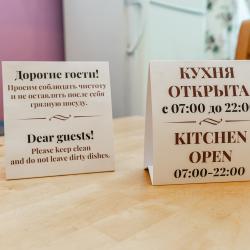 Дорогие гости!
Просим соблюдать чистоту
и не оставлять после себя
грязную посуду.
Dear guests!
Please keep clean
and do not leave dirty dishes.
КУХНЯ
ОТКРЫТА
с 07:00 до 22:00
KITCHEN
OPEN
07:00-22:00